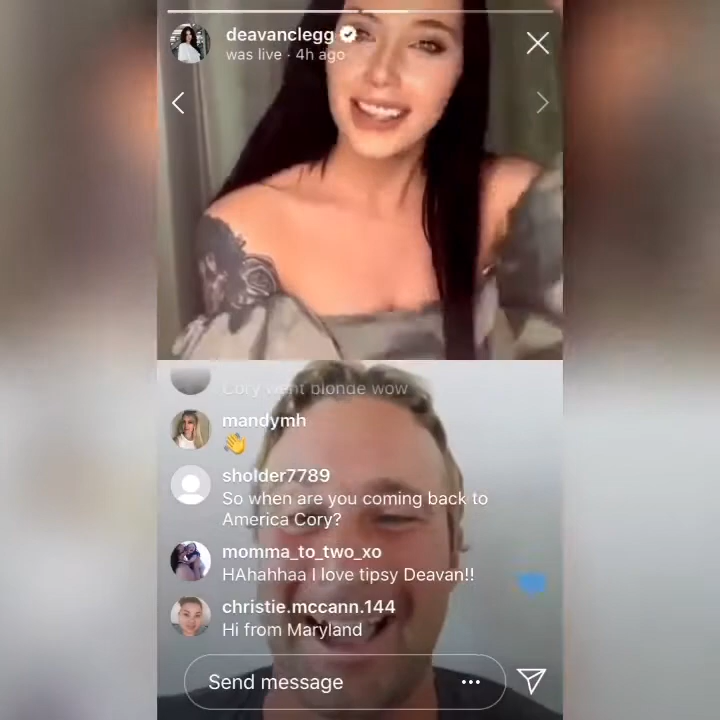 deavanclegg
was live · 4h ago
Cory went blonde wow
mandymh
👋
sholder7789
So when are you coming back to
America Cory?
momma_to_two_xo
HAhahhaa I love tipsy Deavan!!
christie.mccann.144
Hi from Maryland
Send message